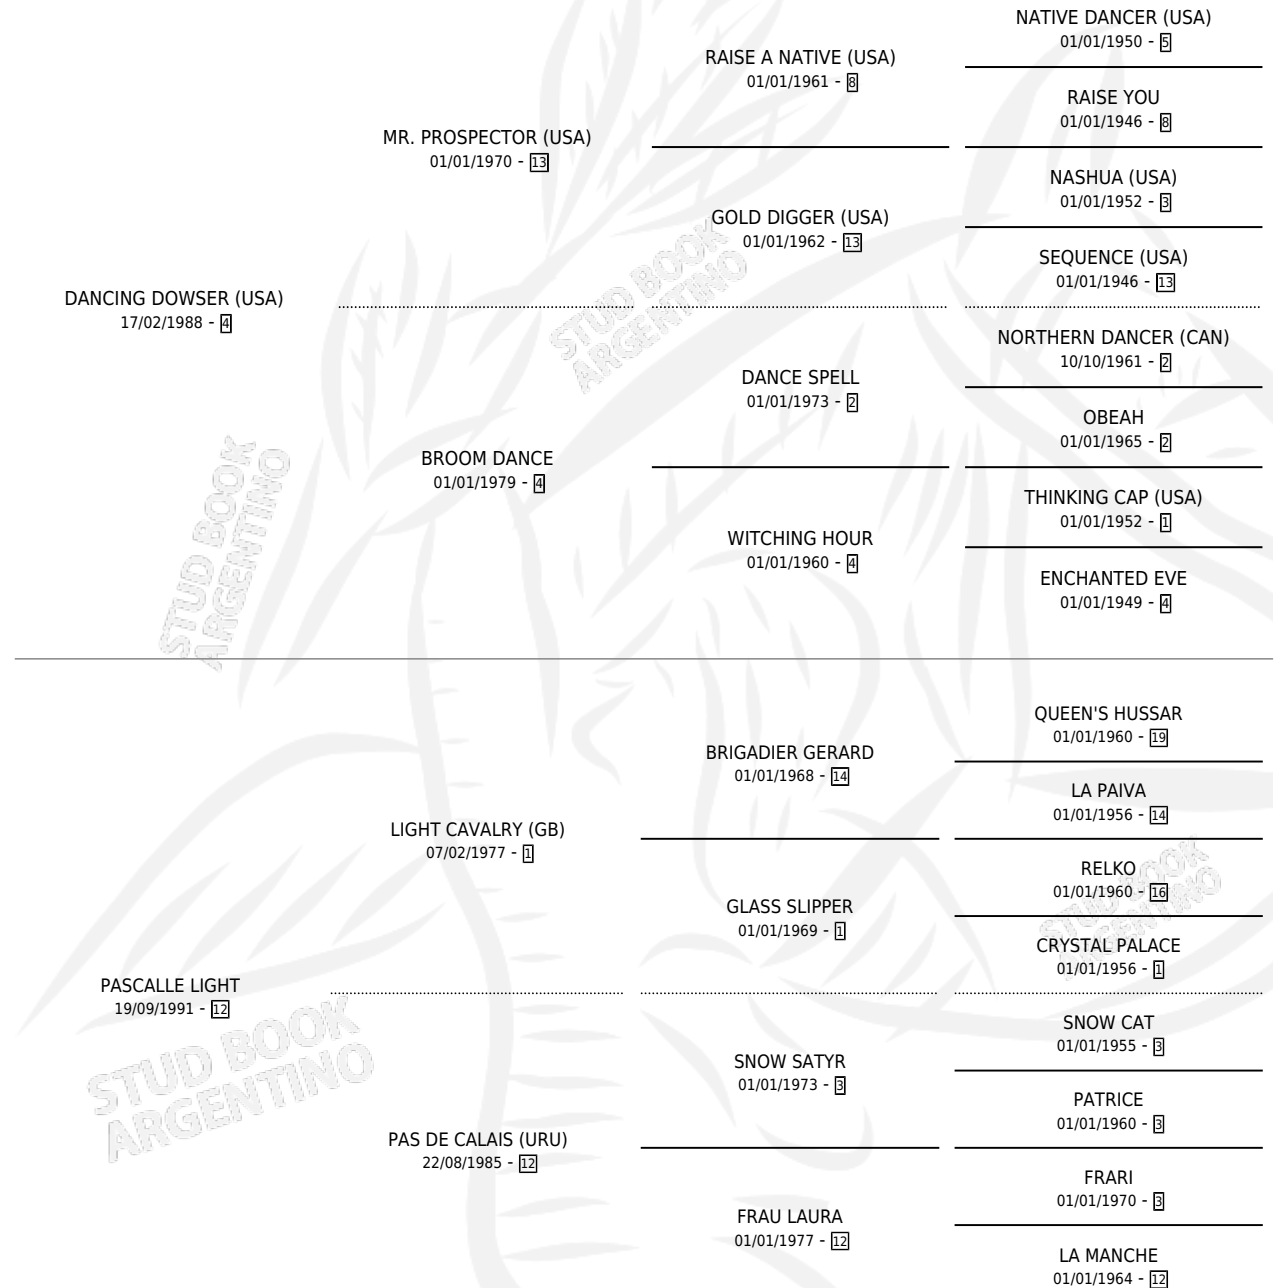 NATIVE DANCER (USA)
01/01/1950 - 5
RAISE A NATIVE (USA)
01/01/1961 - 8
RAISE YOU
01/01/1946 - 8
MR. PROSPECTOR (USA)
01/01/1970 - 13
NASHUA (USA)
01/01/1952 - 3
GOLD DIGGER (USA)
01/01/1962 - 13
SEQUENCE (USA)
01/01/1946 - 13
DANCING DOWSER (USA)
17/02/1988 - 4
NORTHERN DANCER (CAN)
10/10/1961 - 2
DANCE SPELL
01/01/1973 - 2
OBEAH
01/01/1965 - 2
BROOM DANCE
01/01/1979 - 4
THINKING CAP (USA)
01/01/1952 - 1
WITCHING HOUR
01/01/1960 - 4
ENCHANTED EVE
01/01/1949 - 4
QUEEN'S HUSSAR
01/01/1960 - 19
BRIGADIER GERARD
01/01/1968 - 14
LA PAIVA
01/01/1956 - 14
LIGHT CAVALRY (GB)
07/02/1977 - 1
RELKO
01/01/1960 - 16
GLASS SLIPPER
01/01/1969 - 1
CRYSTAL PALACE
01/01/1956 - 1
PASCALLE LIGHT
19/09/1991 - 12
SNOW CAT
01/01/1955 - 3
SNOW SATYR
01/01/1973 - 3
PATRICE
01/01/1960 - 3
PAS DE CALAIS (URU)
22/08/1985 - 12
FRARI
01/01/1970 - 3
FRAU LAURA
01/01/1977 - 12
LA MANCHE
01/01/1964 - 12
STUD BOOK
ARGENTINO
STUD BOOK
ARGENTINO
STUD BOOK
ARGENTINO
STUD BOOK
ARGENTINO